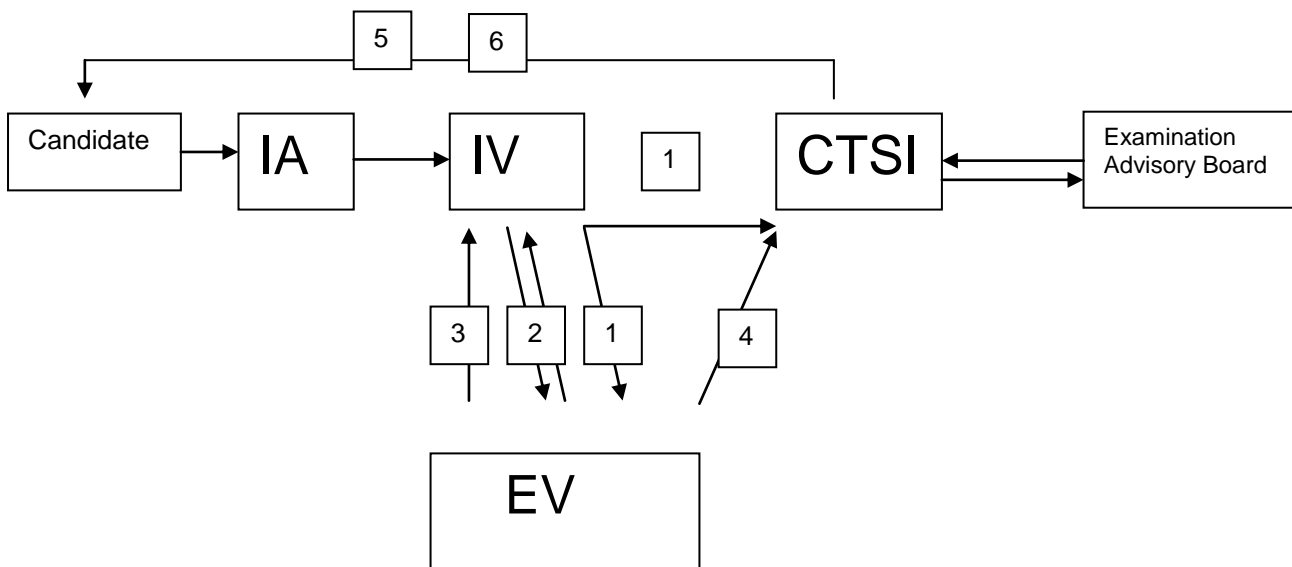 5
6
Candidate
IA
IV
1
CTSI
Examination
Advisory Board
3
2
1
4
EV